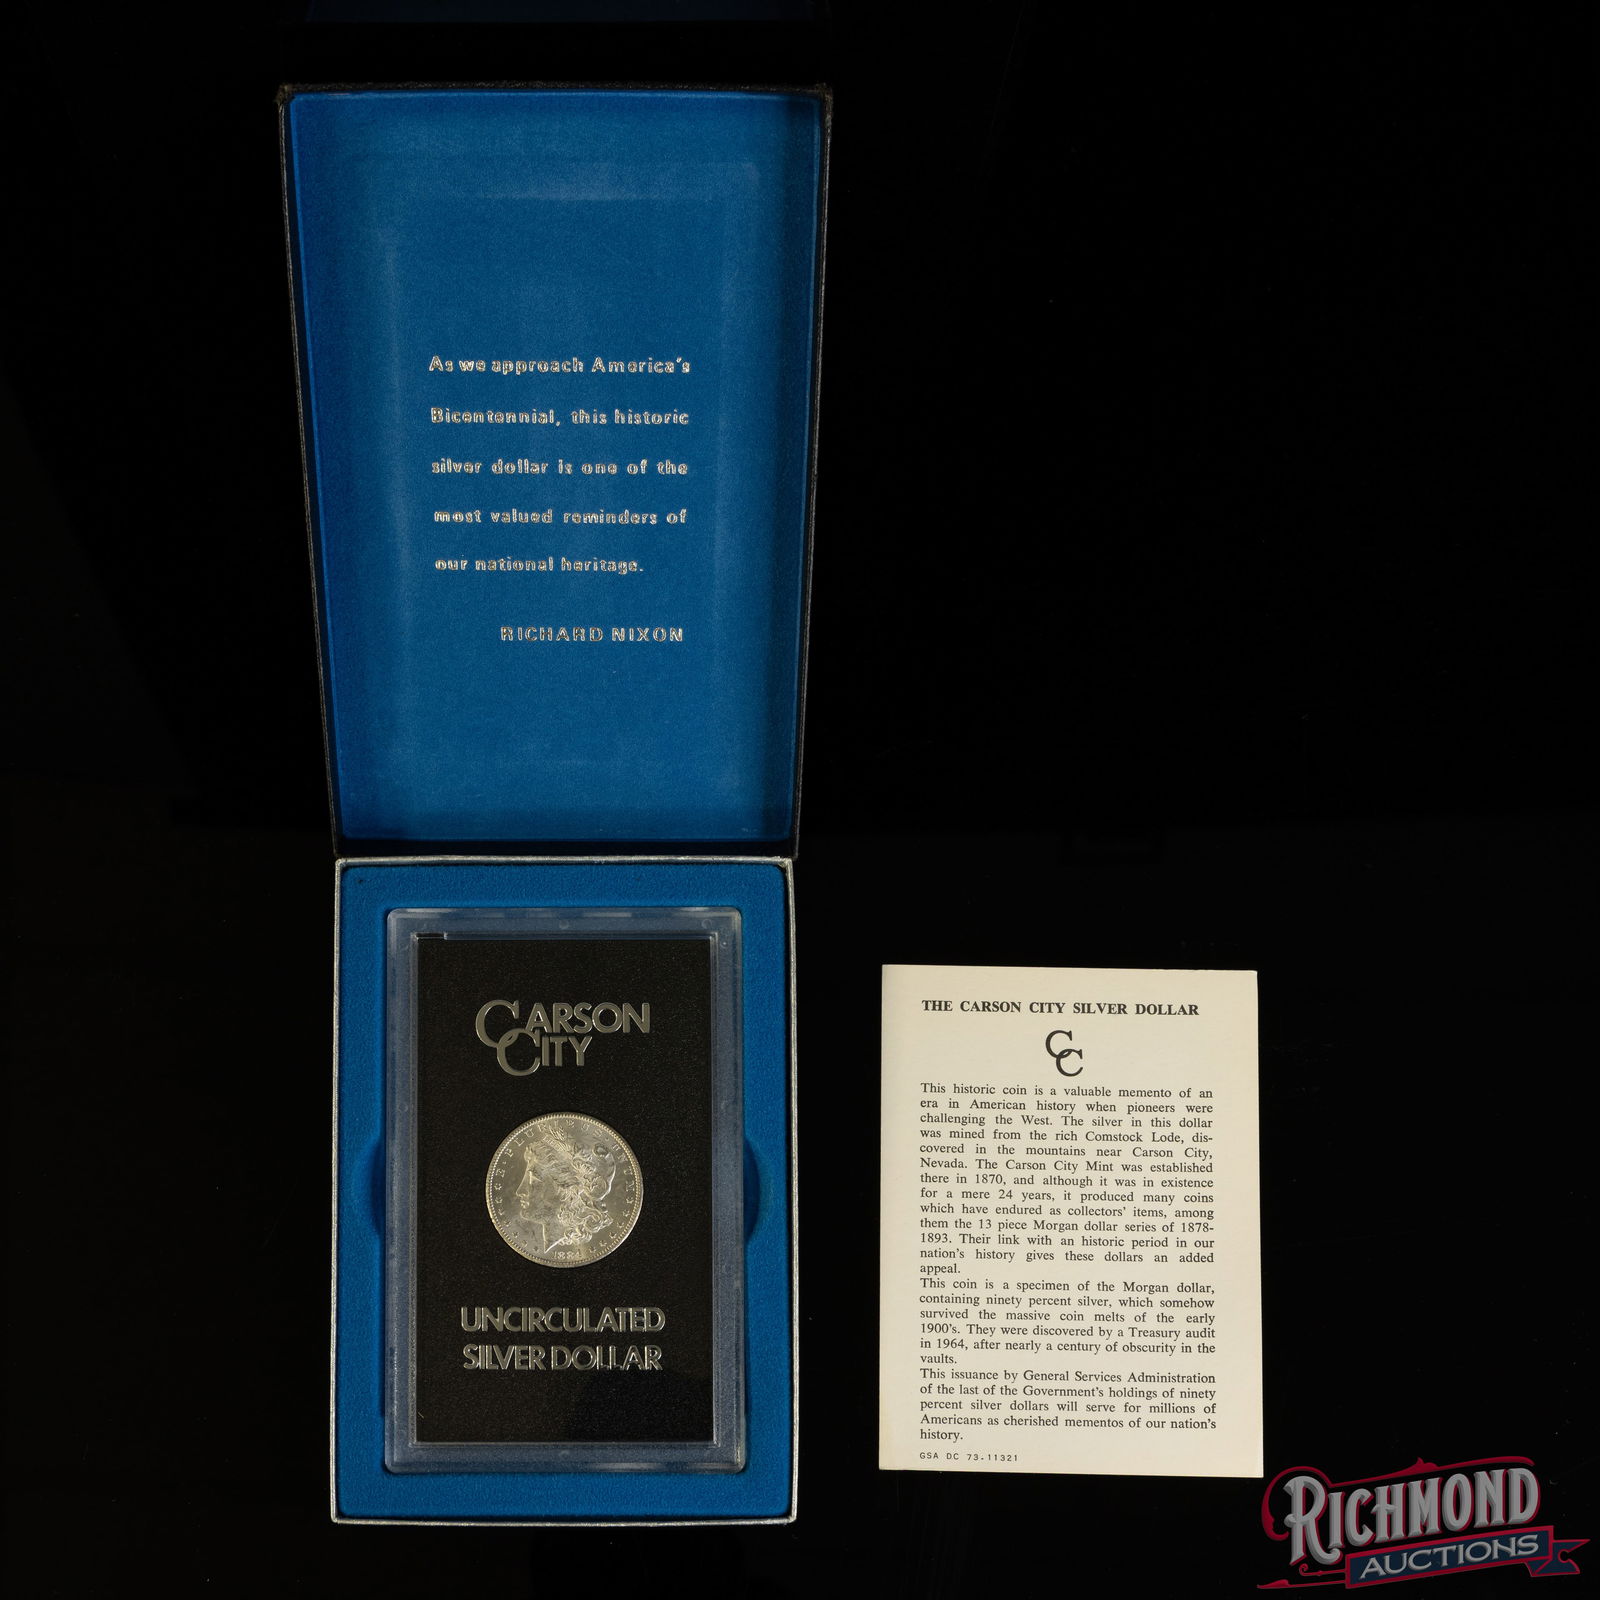 As we approach America's
Bicentennial, this historic
silver dollar is one of the
most valued reminders of
our national heritage.
RICHARD NIXON
CARSON
CITY
E·PLURIBUS·UNUM
1884
UNCIRCULATED
SILVER DOLLAR
THE CARSON CITY SILVER DOLLAR
CC
This historic coin is a valuable memento of an
era in American history when pioneers were
challenging the West. The silver in this dollar
was mined from the rich Comstock Lode, dis-
covered in the mountains near Carson City,
Nevada. The Carson City Mint was established
there in 1870, and although it was in existence
for a mere 24 years, it produced many coins
which have endured as collectors' items, among
them the 13 piece Morgan dollar series of 1878-
1893. Their link with an historic period in our
nation's history gives these dollars an added
appeal.
This coin is a specimen of the Morgan dollar,
containing ninety percent silver, which somehow
survived the massive coin melts of the early
1900's. They were discovered by a Treasury audit
in 1964, after nearly a century of obscurity in the
vaults.
This issuance by General Services Administration
of the last of the Government's holdings of ninety
percent silver dollars will serve for millions of
Americans as cherished mementos of our nation's
history.
GSA DC 73.11321
RICHMOND
AUCTIONS